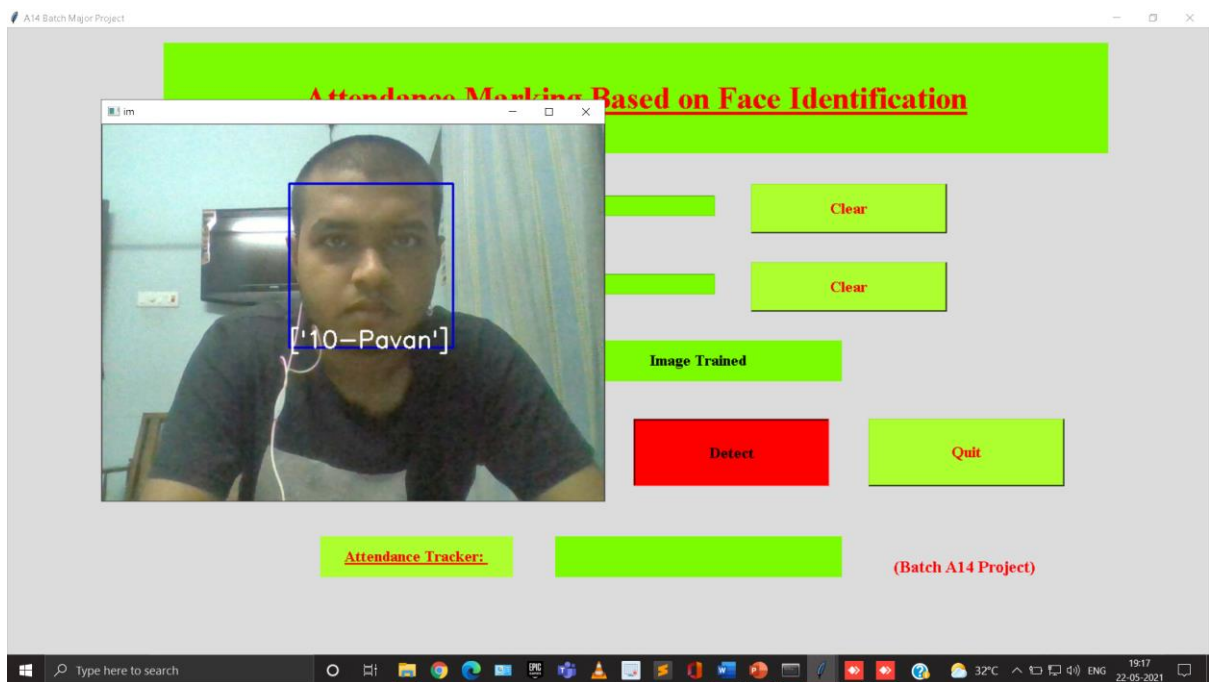 A14 Batch Major Project
Attendance Marking Based on Face Identification
im
Clear
['10-Pavan']
Clear
Image Trained
Detect
Quit
Attendance Tracker:
(Batch A14 Project)
Type here to search
EPIC
32°C
ENG
19:17
22-05-2021